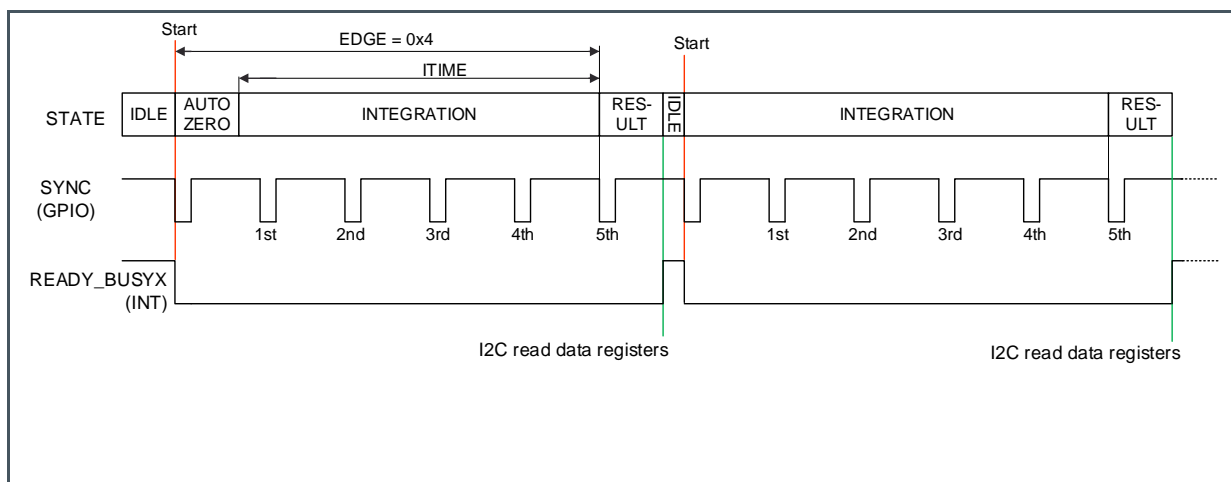 Start
EDGE = 0x4
Start
ITIME
STATE
IDLE
AUTO
ZERO
INTEGRATION
RES-
ULT
IDLE
INTEGRATION
RES-
ULT
SYNC
(GPIO)
1st
2nd
3rd
4th
5th
1st
2nd
3rd
4th
5th
READY_BUSYX
(INT)
I2C read data registers
I2C read data registers